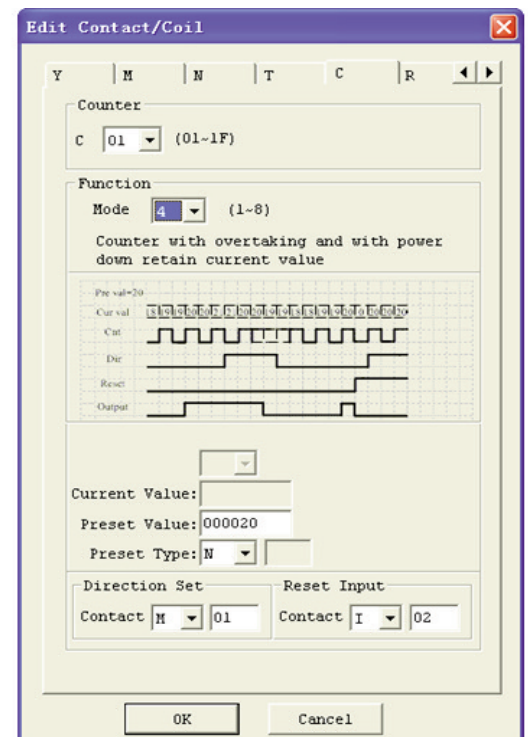 Edit Contact/Coil
Y M N T C R
Counter
C 01 (01~1F)
Function
Mode 4 (1~8)
Counter with overtaking and with power
down retain current value
Pre val=20
Cur val
Cnt
Dir
Reset
Output
Current Value:
Preset Value: 000020
Preset Type: N
Direction Set Reset Input
Contact M 01 Contact I 02
OK Cancel